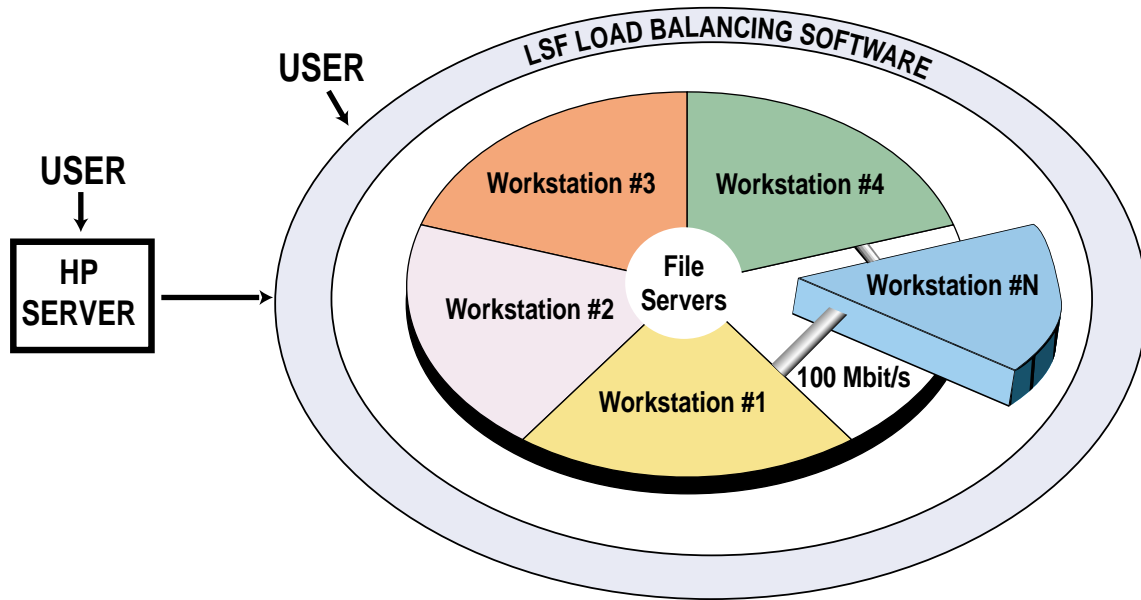 LSF LOAD BALANCING SOFTWARE
USER
USER
HP
SERVER
Workstation #3
Workstation #4
File
Servers
Workstation #N
Workstation #2
100 Mbit/s
Workstation #1